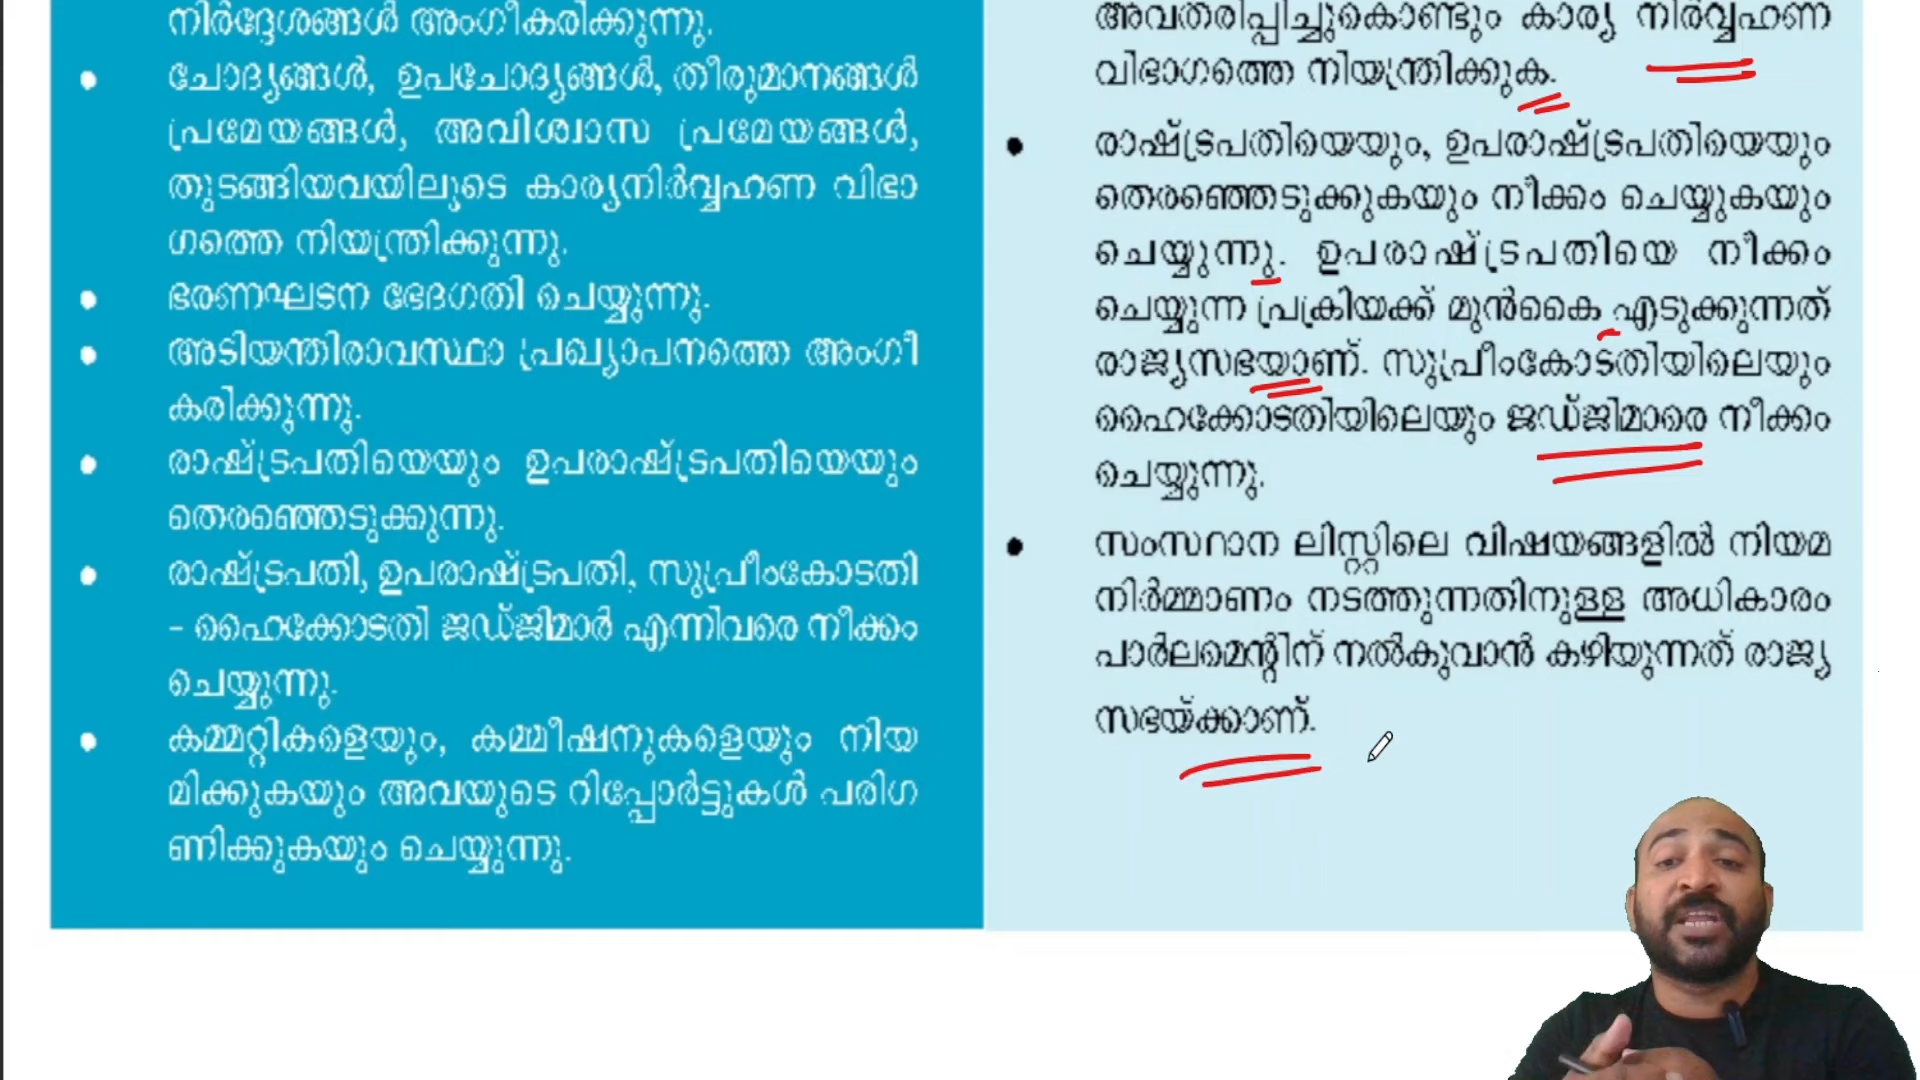 നിർദ്ദേശങ്ങൾ അംഗീകരിക്കുന്നു.
ചോദ്യങ്ങൾ, ഉപചോദ്യങ്ങൾ, തീരുമാനങ്ങൾ
പ്രമേയങ്ങൾ, അവിശ്വാസ പ്രമേയങ്ങൾ,
തുടങ്ങിയവയിലൂടെ കാര്യനിർവ്വഹണ വിഭാ
ഗത്തെ നിയന്ത്രിക്കുന്നു.
ഭരണഘടന ഭേദഗതി ചെയ്യുന്നു.
അടിയന്തിരാവസ്ഥാ പ്രഖ്യാപനത്തെ അംഗീ
കരിക്കുന്നു.
രാഷ്ട്രപതിയെയും ഉപരാഷ്ട്രപതിയെയും
തെരഞ്ഞെടുക്കുന്നു.
രാഷ്ട്രപതി, ഉപരാഷ്ട്രപതി, സുപ്രീംകോടതി
- ഹൈക്കോടതി ജഡ്ജിമാർ എന്നിവരെ നീക്കം
ചെയ്യുന്നു.
കമ്മറ്റികളെയും, കമ്മീഷനുകളെയും നിയ
മിക്കുകയും അവയുടെ റിപ്പോർട്ടുകൾ പരിഗ
ണിക്കുകയും ചെയ്യുന്നു.
അവതരിപ്പിച്ചുകൊണ്ടും കാര്യ നിർവ്വഹണ
വിഭാഗത്തെ നിയന്ത്രിക്കുക.
രാഷ്ട്രപതിയെയും, ഉപരാഷ്ട്രപതിയെയും
തെരഞ്ഞെടുക്കുകയും നീക്കം ചെയ്യുകയും
ചെയ്യുന്നു. ഉപരാഷ്ട്രപതിയെ നീക്കം
ചെയ്യുന്ന പ്രക്രിയക്ക് മുൻകൈ എടുക്കുന്നത്
രാജ്യസഭയാണ്. സുപ്രീംകോടതിയിലെയും
ഹൈക്കോടതിയിലെയും ജഡ്ജിമാരെ നീക്കം
ചെയ്യുന്നു.
സംസഥാന ലിസ്റ്റിലെ വിഷയങ്ങളിൽ നിയമ
നിർമ്മാണം നടത്തുന്നതിനുള്ള അധികാരം
പാർലമെന്റിന് നൽകുവാൻ കഴിയുന്നത് രാജ്യ
സഭയ്ക്കാണ്.